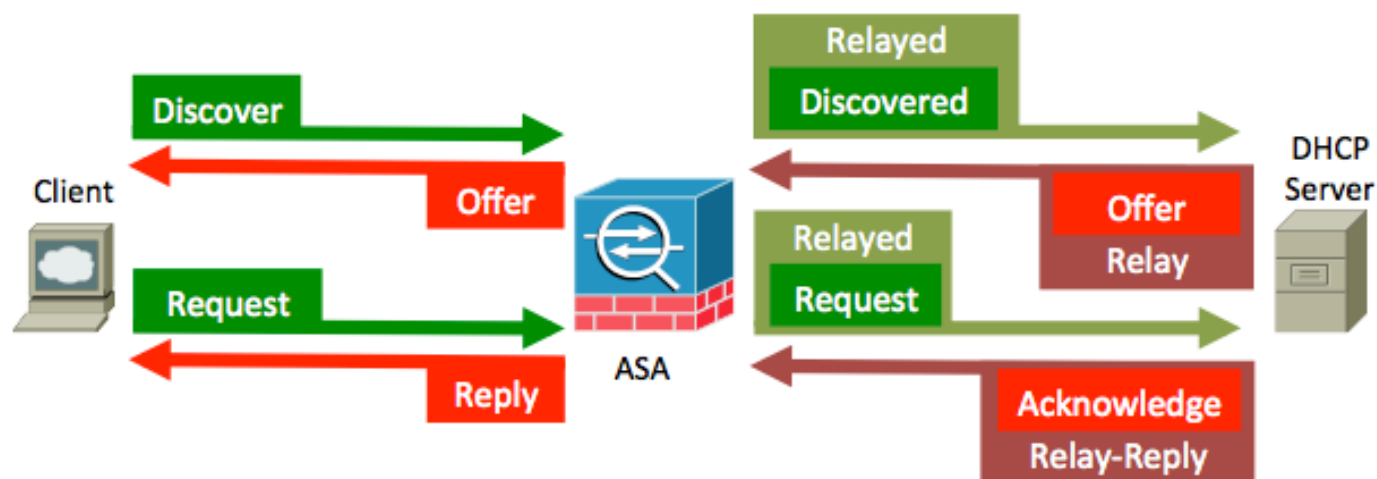 Relayed
Discover
Discovered
DHCP
Server
Client
Offer
Offer
Relayed
Relay
Request
Request
ASA
Reply
Acknowledge
Relay-Reply